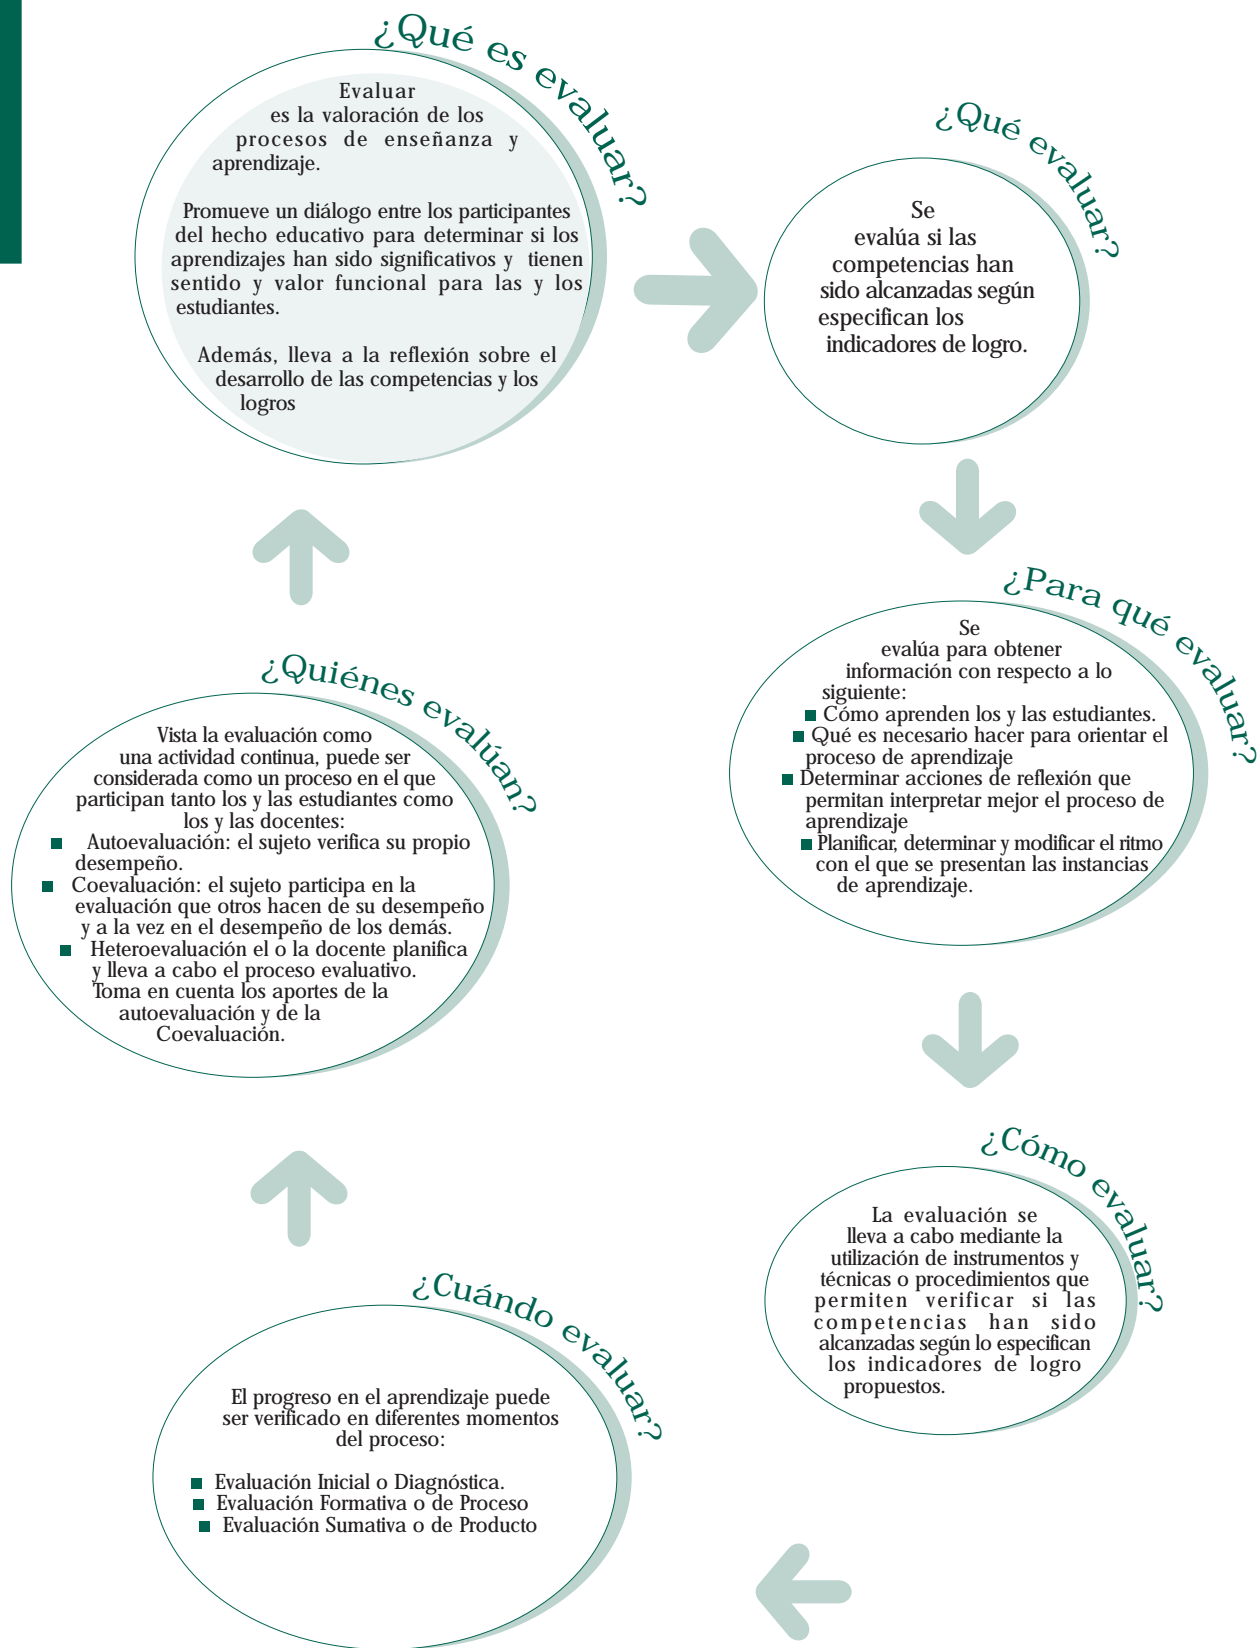 ¿Qué es evaluar?
Evaluar
es la valoración de los
procesos de enseñanza y
aprendizaje.
Promueve un diálogo entre los participantes
del hecho educativo para determinar si los
aprendizajes han sido significativos y tienen
sentido y valor funcional para las y los
estudiantes.
Además, lleva a la reflexión sobre el
desarrollo de las competencias y los
logros
¿Qué evaluar?
Se
evalúa si las
competencias han
sido alcanzadas según
especifican los
indicadores de logro.
¿Para qué evaluar?
Se
evalúa para obtener
información con respecto a lo
siguiente:
■ Cómo aprenden los y las estudiantes.
■ Qué es necesario hacer para orientar el
proceso de aprendizaje
■ Determinar acciones de reflexión que
permitan interpretar mejor el proceso de
aprendizaje
■ Planificar, determinar y modificar el ritmo
con el que se presentan las instancias
de aprendizaje.
¿Cómo evaluar?
La evaluación se
lleva a cabo mediante la
utilización de instrumentos y
técnicas o procedimientos que
permiten verificar si las
competencias han sido
alcanzadas según lo especifican
los indicadores de logro
propuestos.
¿Cuándo evaluar?
El progreso en el aprendizaje puede
ser verificado en diferentes momentos
del proceso:
■ Evaluación Inicial o Diagnóstica.
■ Evaluación Formativa o de Proceso
■ Evaluación Sumativa o de Producto
¿Quiénes evalúan?
Vista la evaluación como
una actividad continua, puede ser
considerada como un proceso en el que
participan tanto los y las estudiantes como
los y las docentes:
■ Autoevaluación: el sujeto verifica su propio
desempeño.
■ Coevaluación: el sujeto participa en la
evaluación que otros hacen de su desempeño
y a la vez en el desempeño de los demás.
■ Heteroevaluación el o la docente planifica
y lleva a cabo el proceso evaluativo.
Toma en cuenta los aportes de la
autoevaluación y de la
Coevaluación.